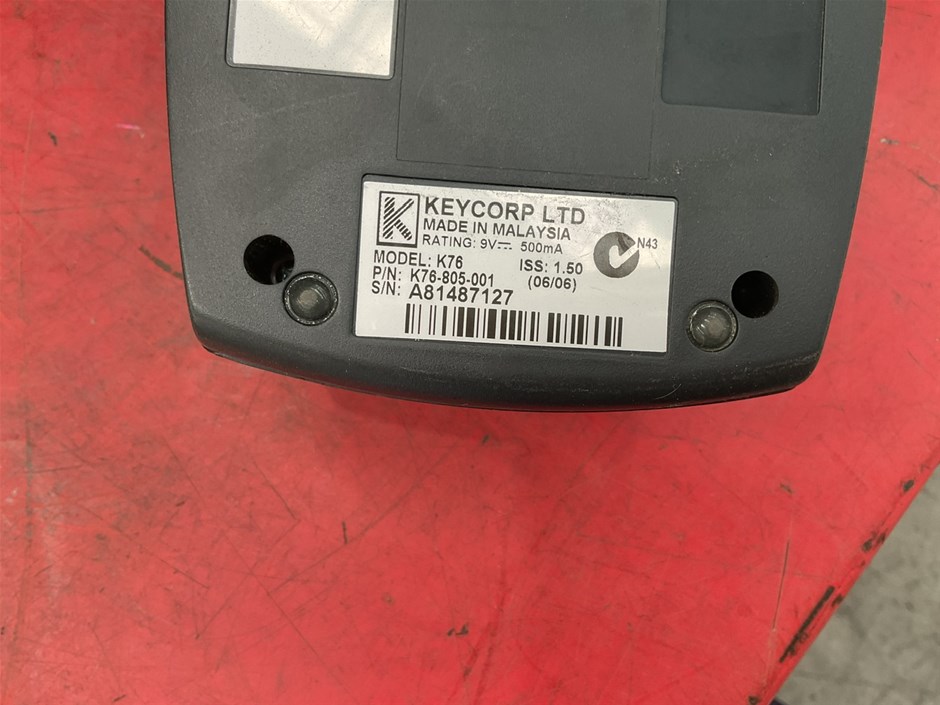 K KEYCORP LTD
MADE IN MALAYSIA
RATING: 9V⎓ 500mA
N43
MODEL: K76 ISS: 1.50
P/N: K76-805-001 (06/06)
S/N: A81487127